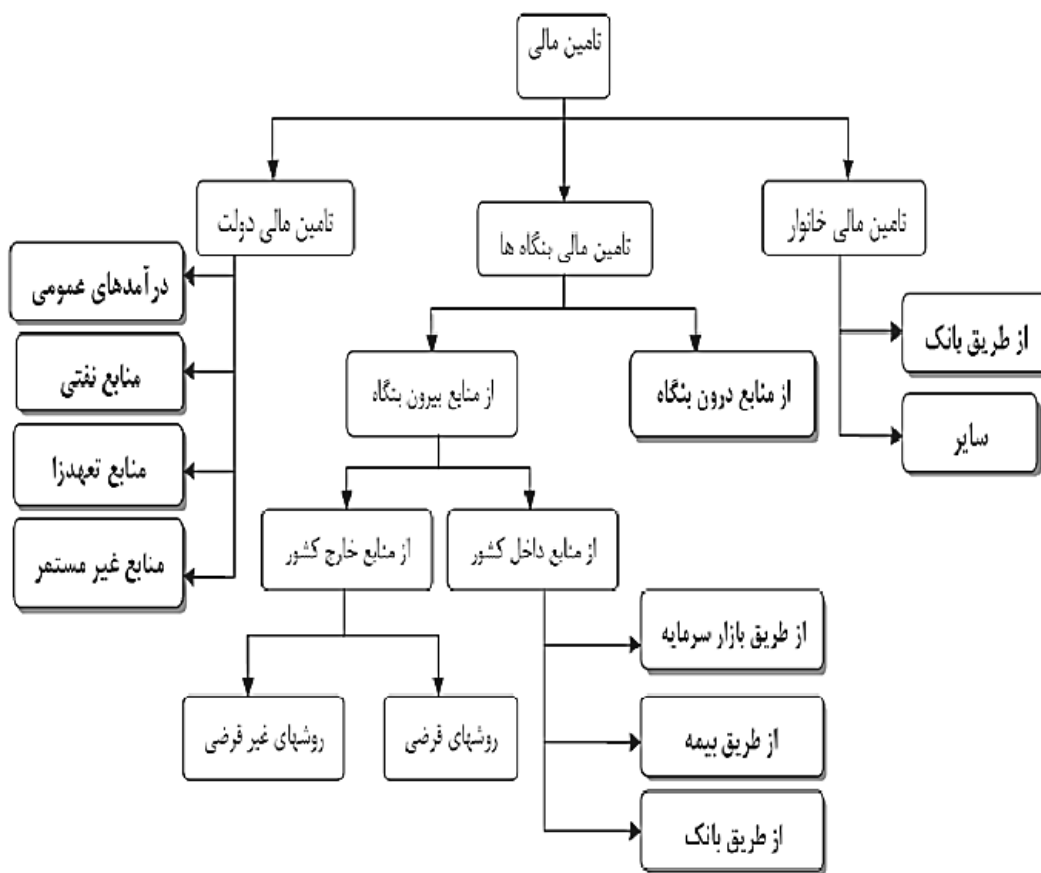 تامین مالی
تامین مالی خانوار
تامین مالی بنگاه ها
تامین مالی دولت
از طریق بانک
سایر
از منابع درون بنگاه
از منابع بیرون بنگاه
درآمدهای عمومی
منابع نفتی
منابع تعهدزا
منابع غیر مستمر
از منابع داخل کشور
از منابع خارج کشور
از طریق بازار سرمایه
از طریق بیمه
از طریق بانک
روشهای قرضی
روشهای غیر قرضی